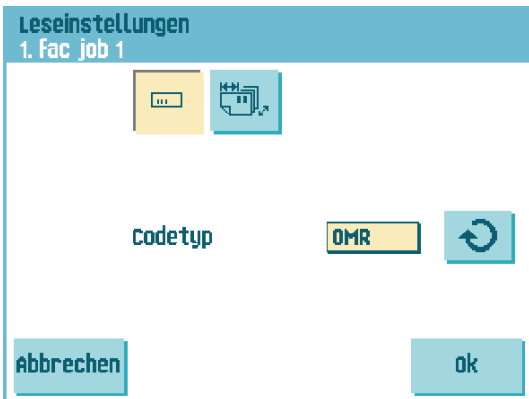 Leseinstellungen
1. Fac job 1
Codetyp
OMR
Abbrechen
Ok